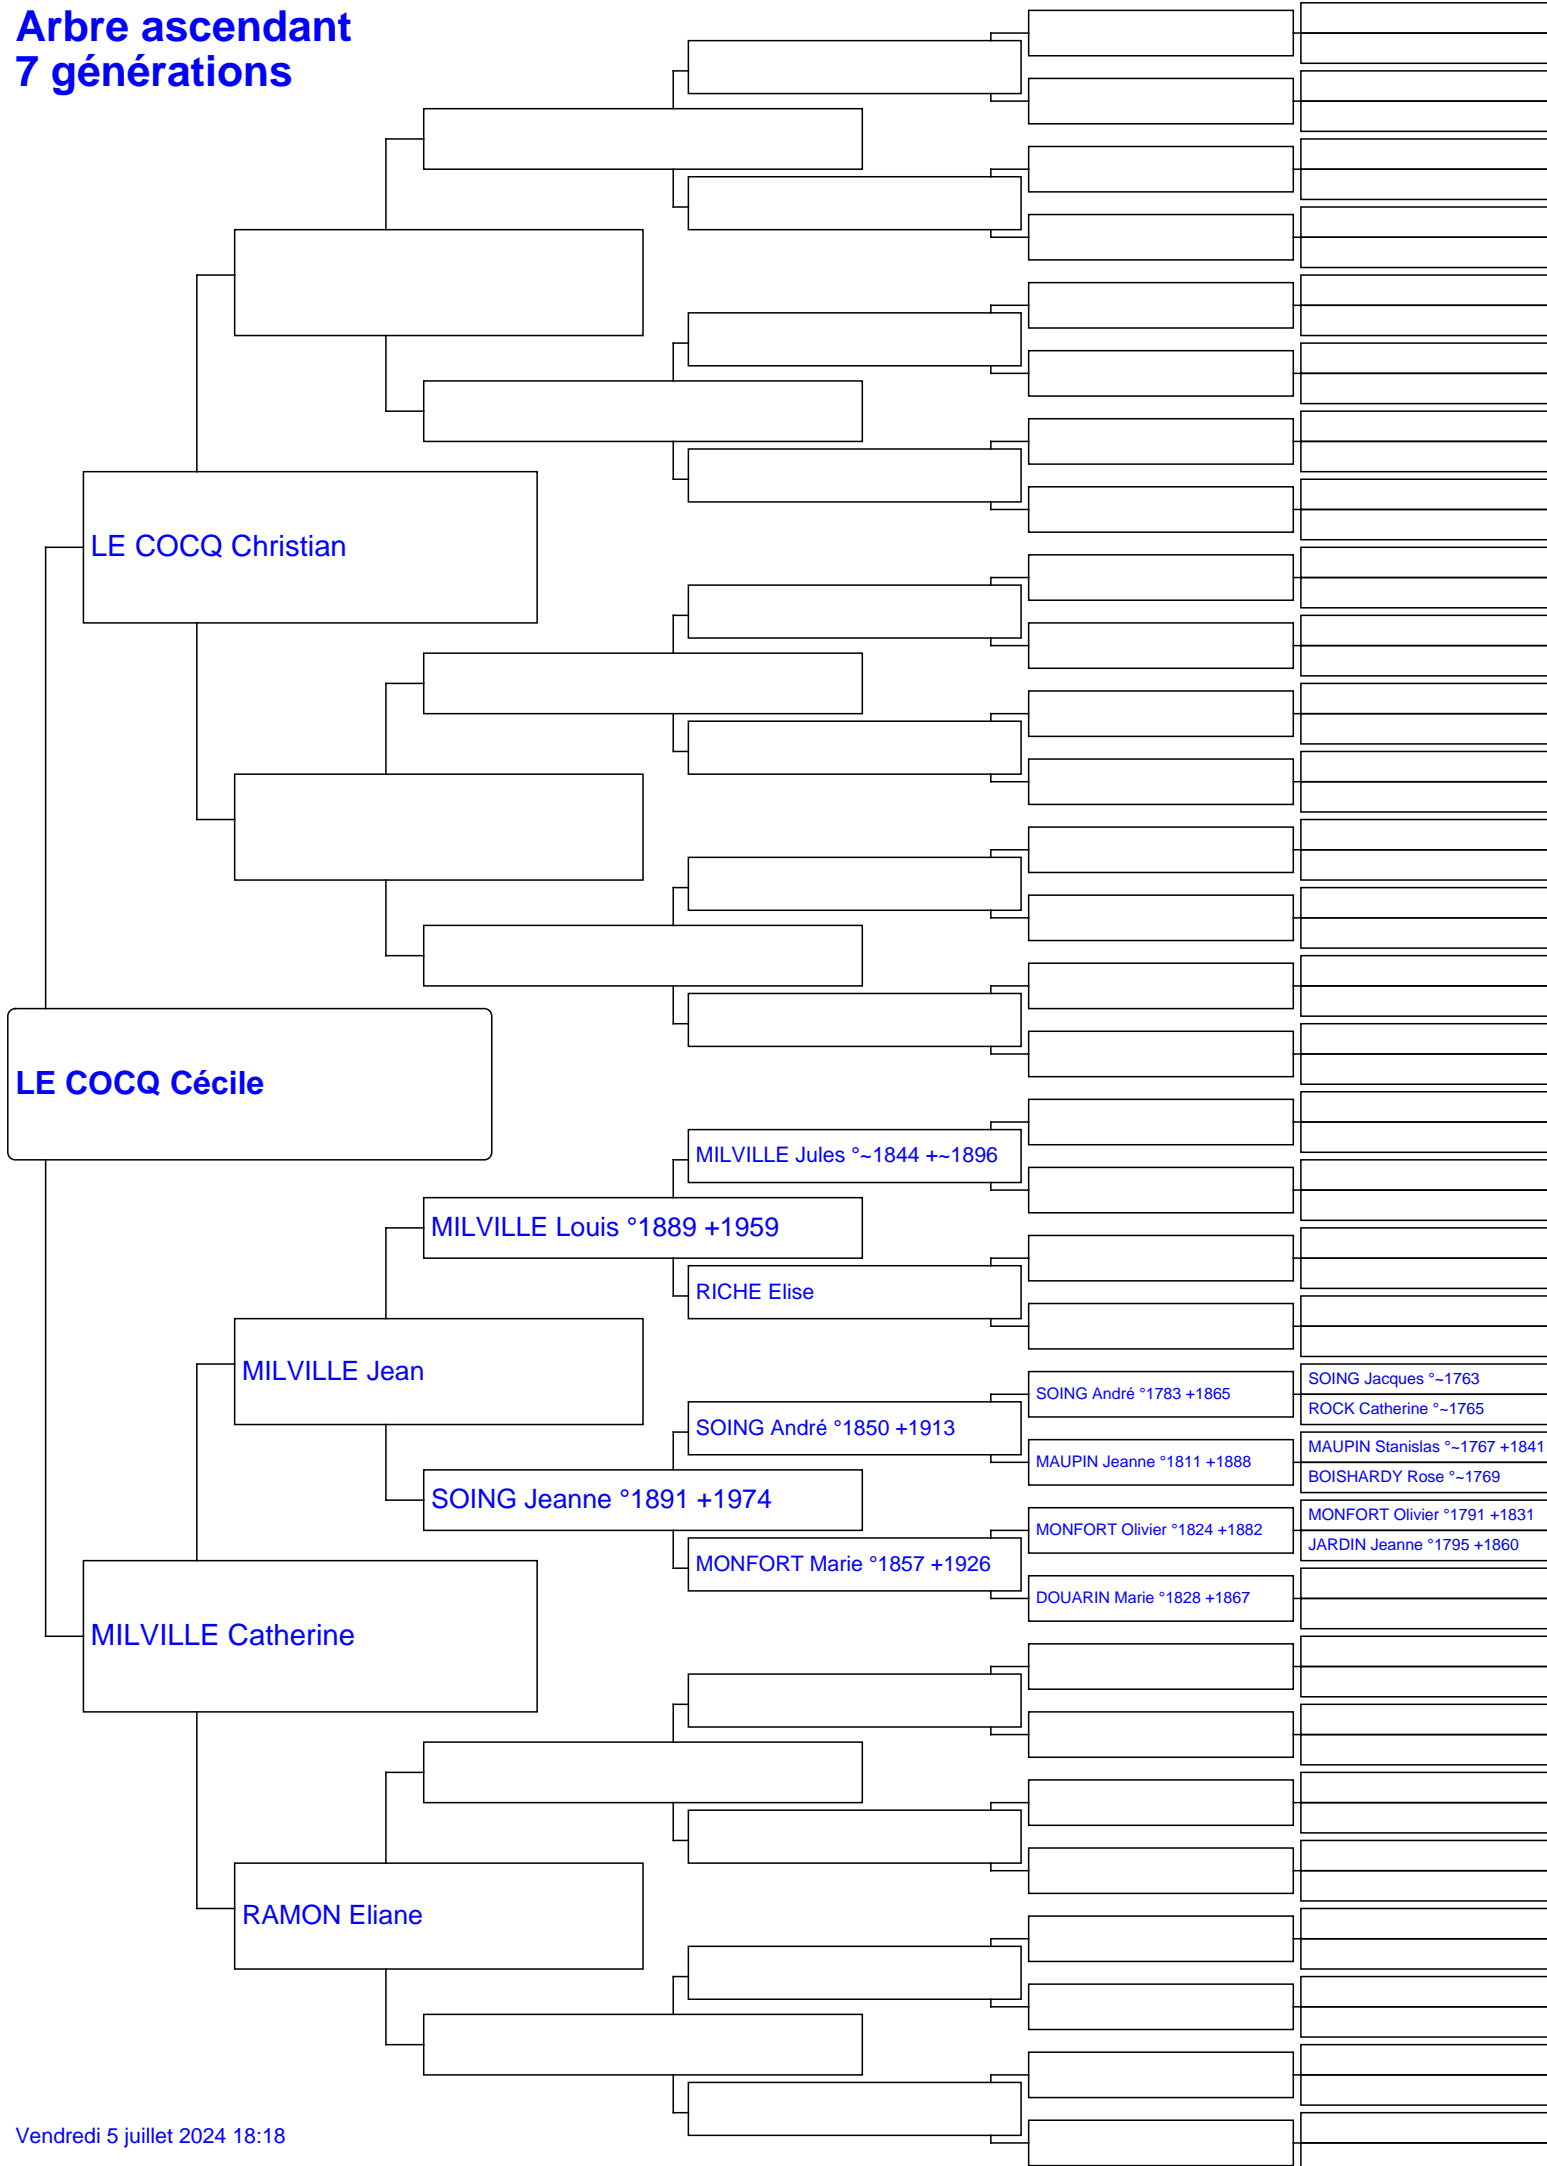 Arbre ascendant
7 générations
LE COCQ Christian
LE COCQ Cécile
MILVILLE Jules °~1844 +~1896
MILVILLE Louis °1889 +1959
RICHE Elise
MILVILLE Jean
SOING Jacques °~1763
SOING André °1783 +1865
ROCK Catherine °~1765
SOING André °1850 +1913
MAUPIN Stanislas °~1767 +1841
MAUPIN Jeanne °1811 +1888
BOISHARDY Rose °~1769
SOING Jeanne °1891 +1974
MONFORT Olivier °1791 +1831
MONFORT Olivier °1824 +1882
JARDIN Jeanne °1795 +1860
MONFORT Marie °1857 +1926
DOUARIN Marie °1828 +1867
MILVILLE Catherine
RAMON Eliane
Vendredi 5 juillet 2024 18:18